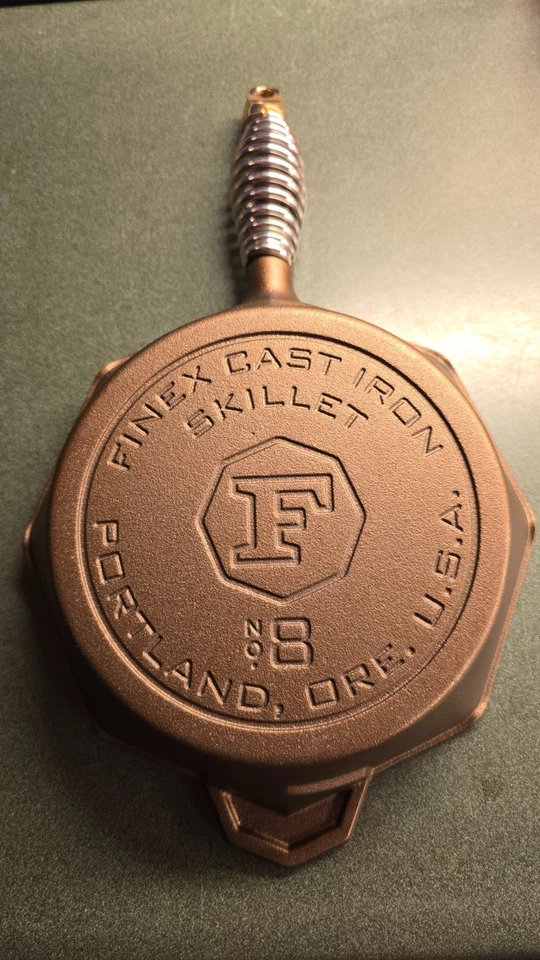 FINEX CAST IRON
SKILLET
F
NO. 8
PORTLAND, ORE. U.S.A.